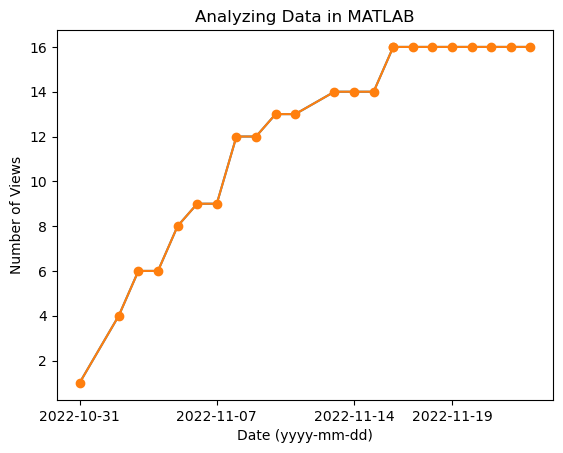 Analyzing Data in MATLAB
16
14
12
10
8
6
4
2
Number of Views
2022-10-31 2022-11-07 2022-11-14 2022-11-19
Date (yyyy-mm-dd)